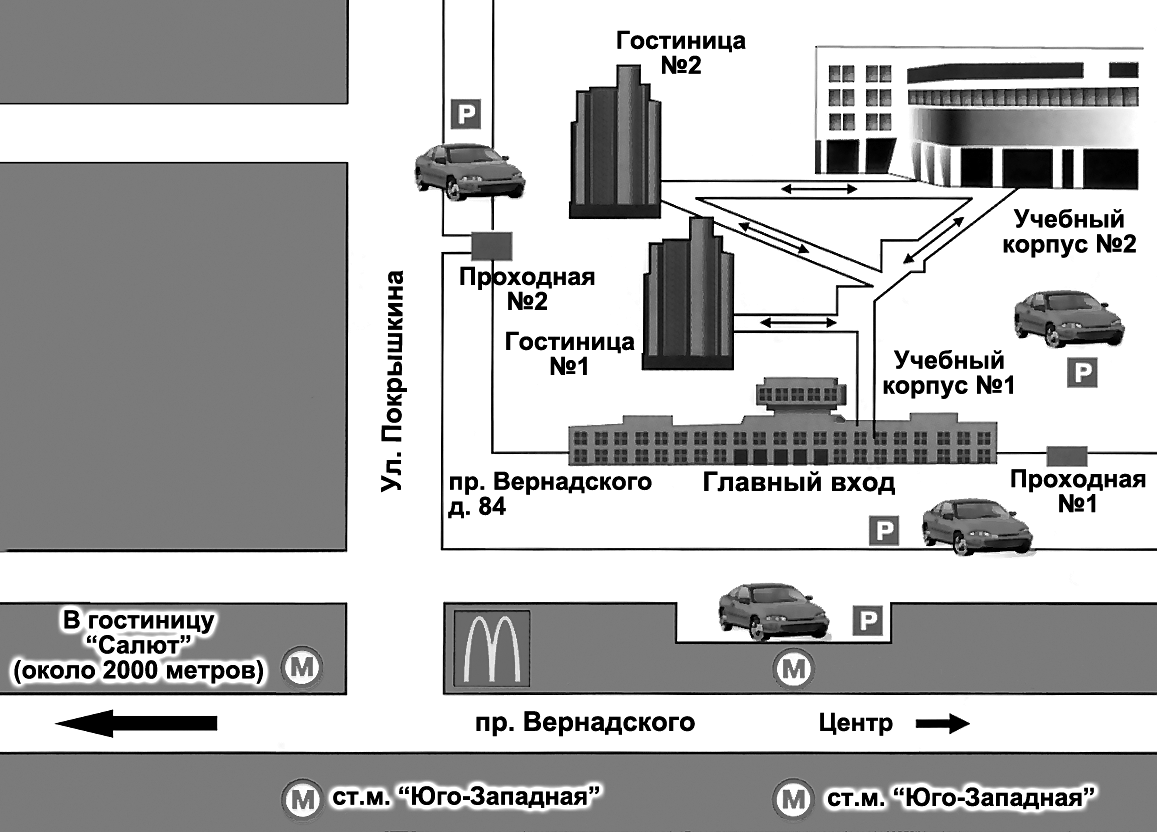 Гостиница
№2
P
Учебный
корпус №2
Проходная
№2
Ул. Покрышкина
Гостиница
№1
Учебный
корпус №1
P
пр. Вернадского
д. 84
Главный вход
Проходная
№1
P
В гостиницу
“Салют”
(около 2000 метров)
М
P
М
пр. Вернадского
Центр
М
ст.м. “Юго-Западная”
М
ст.м. “Юго-Западная”